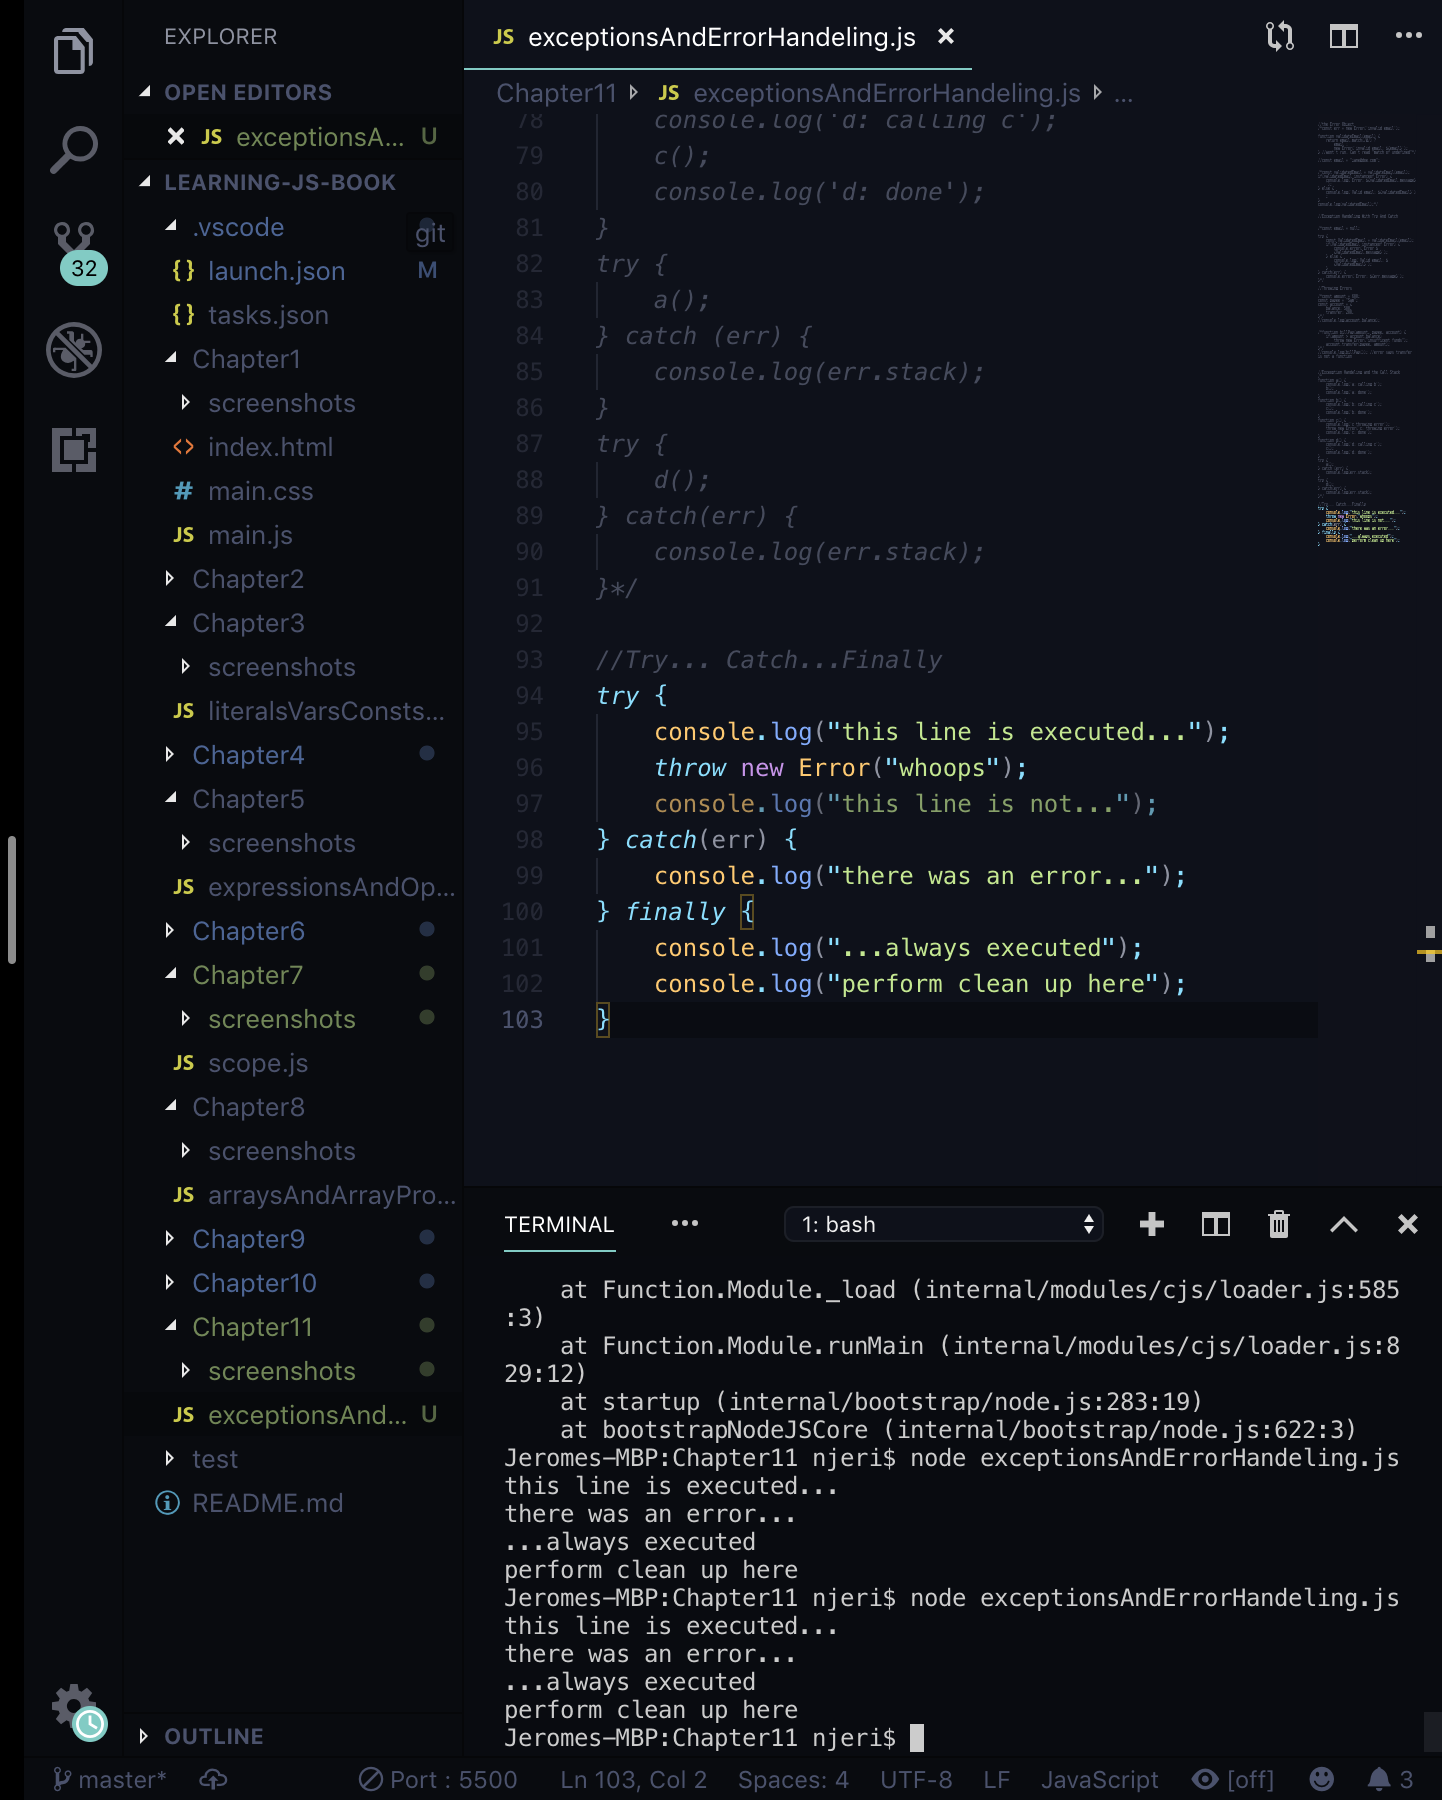 EXPLORER
OPEN EDITORS
JS exceptionsA... U
LEARNING-JS-BOOK
.vscode
git
{} launch.json M
{} tasks.json
Chapter1
screenshots
<> index.html
# main.css
JS main.js
Chapter2
Chapter3
screenshots
JS literalsVarsConsts...
Chapter4
Chapter5
screenshots
JS expressionsAndOp...
Chapter6
Chapter7
screenshots
JS scope.js
Chapter8
screenshots
JS arraysAndArrayPro...
Chapter9
Chapter10
Chapter11
screenshots
JS exceptionsAnd... U
test
README.md
OUTLINE
32
JS exceptionsAndErrorHandeling.js
Chapter11 JS exceptionsAndErrorHandeling.js ...
78 console.log('d: calling c');
79 c();
80 console.log('d: done');
81 }
82 try {
83 a();
84 } catch (err) {
85 console.log(err.stack);
86 }
87 try {
88 d();
89 } catch(err) {
90 console.log(err.stack);
91 }*/
92
93 //Try... Catch...Finally
94 try {
95 console.log("this line is executed...");
96 throw new Error("whoops");
97 console.log("this line is not...");
98 } catch(err) {
99 console.log("there was an error...");
100 } finally {
101 console.log("...always executed");
102 console.log("perform clean up here");
103 }
TERMINAL ... 1: bash
at Function.Module._load (internal/modules/cjs/loader.js:585
:3)
at Function.Module.runMain (internal/modules/cjs/loader.js:8
29:12)
at startup (internal/bootstrap/node.js:283:19)
at bootstrapNodeJSCore (internal/bootstrap/node.js:622:3)
Jeromes-MBP:Chapter11 njeri$ node exceptionsAndErrorHandeling.js
this line is executed...
there was an error...
...always executed
perform clean up here
Jeromes-MBP:Chapter11 njeri$ node exceptionsAndErrorHandeling.js
this line is executed...
there was an error...
...always executed
perform clean up here
Jeromes-MBP:Chapter11 njeri$
master* Port : 5500 Ln 103, Col 2 Spaces: 4 UTF-8 LF JavaScript [off] 3